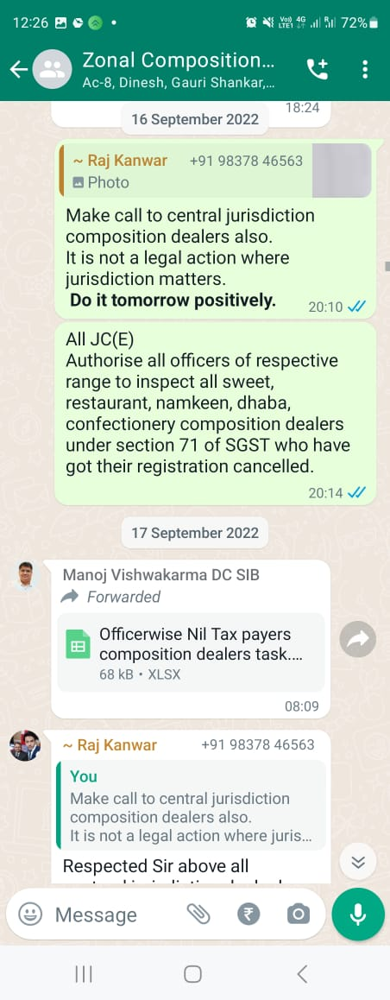 12:26
Vo)) 4G
LTE1
R
72%
Zonal Composition...
Ac-8, Dinesh, Gauri Shankar,...
18:24
16 September 2022
~ Raj Kanwar +91 98378 46563
Photo
Make call to central jurisdiction
composition dealers also.
It is not a legal action where
jurisdiction matters.
Do it tomorrow positively.
20:10
All JC(E)
Authorise all officers of respective
range to inspect all sweet,
restaurant, namkeen, dhaba,
confectionery composition dealers
under section 71 of SGST who have
got their registration cancelled.
20:14
17 September 2022
Manoj Vishwakarma DC SIB
Forwarded
Officerwise Nil Tax payers
composition dealers task....
68 kB • XLSX
08:09
~ Raj Kanwar +91 98378 46563
You
Make call to central jurisdiction
composition dealers also.
It is not a legal action where juris...
Respected Sir above all
Message
₹